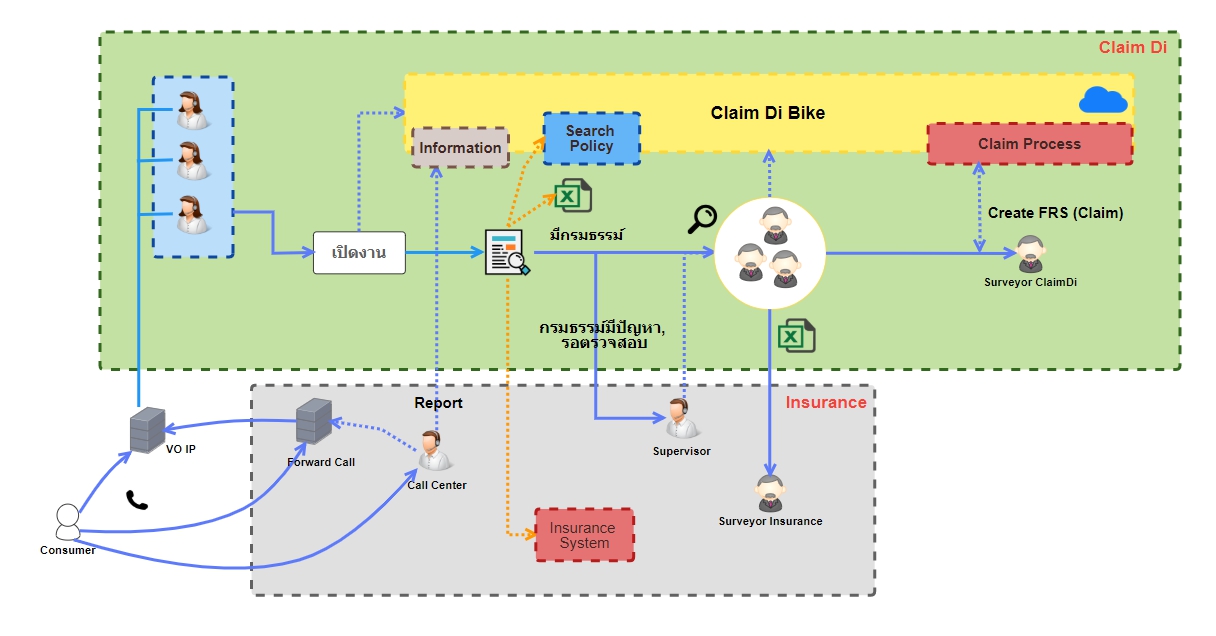 Claim Di
Claim Di Bike
Information
Search
Policy
Claim Process
มีกรมธรรม์
Create FRS (Claim)
เปิดงาน
Surveyor ClaimDi
กรมธรรม์มีปัญหา,
รอตรวจสอบ
Report
Insurance
VO IP
Forward Call
Call Center
Supervisor
Surveyor Insurance
Insurance
System
Consumer